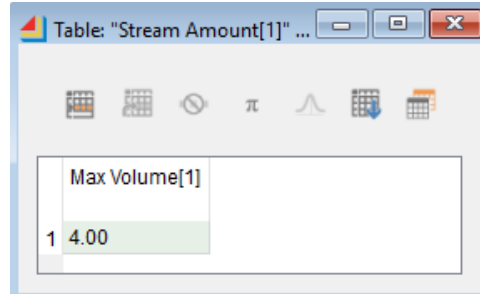 Table: "Stream Amount[1]" ...
π
Max Volume[1]
1 4.00